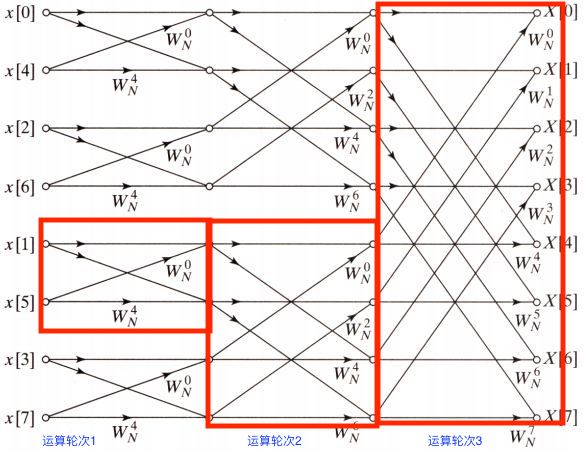 x[0] W_N^0 W_N^0 W_N^0 X[0]
x[4] W_N^4 W_N^2 W_N^1 X[1]
x[2] W_N^0 W_N^4 W_N^2 X[2]
x[6] W_N^4 W_N^6 W_N^3 X[3]
x[1] W_N^0 W_N^0 W_N^4 X[4]
x[5] W_N^4 W_N^2 W_N^5 X[5]
x[3] W_N^0 W_N^4 W_N^6 X[6]
x[7] W_N^4 W_N^6 W_N^7 X[7]
运算轮次1 运算轮次2 运算轮次3